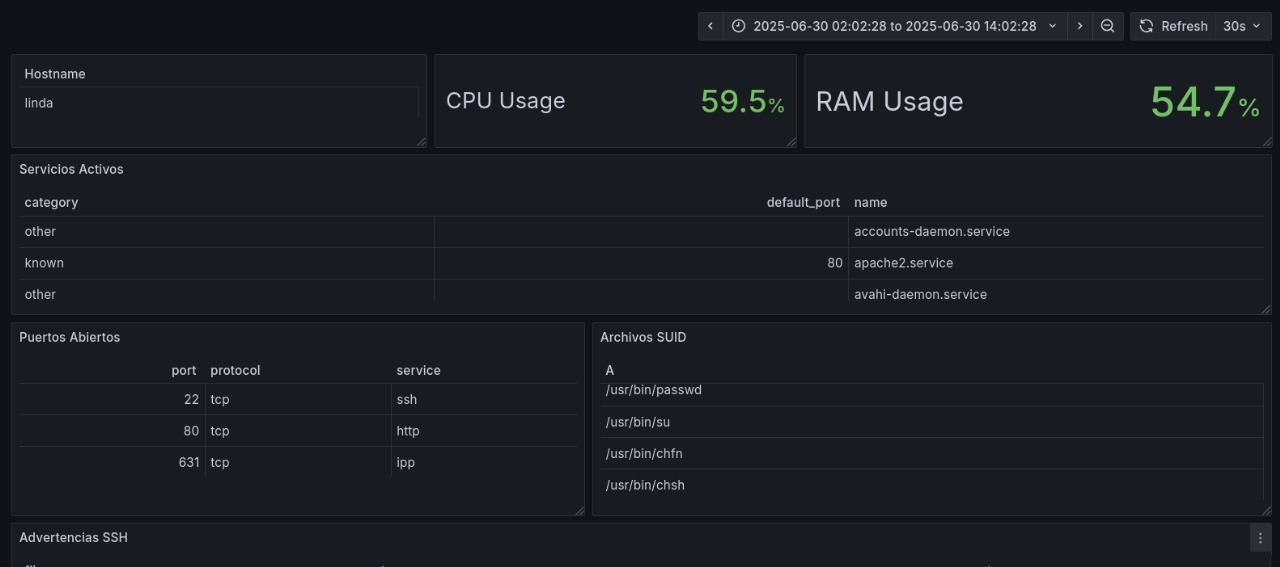 2025-06-30 02:02:28 to 2025-06-30 14:02:28 Refresh 30s
Hostname
linda
CPU Usage 59.5%
RAM Usage 54.7%
Servicios Activos
category default_port name
other accounts-daemon.service
known 80 apache2.service
other avahi-daemon.service
Puertos Abiertos
port protocol service
22 tcp ssh
80 tcp http
631 tcp ipp
Archivos SUID
A
/usr/bin/passwd
/usr/bin/su
/usr/bin/chfn
/usr/bin/chsh
Advertencias SSH